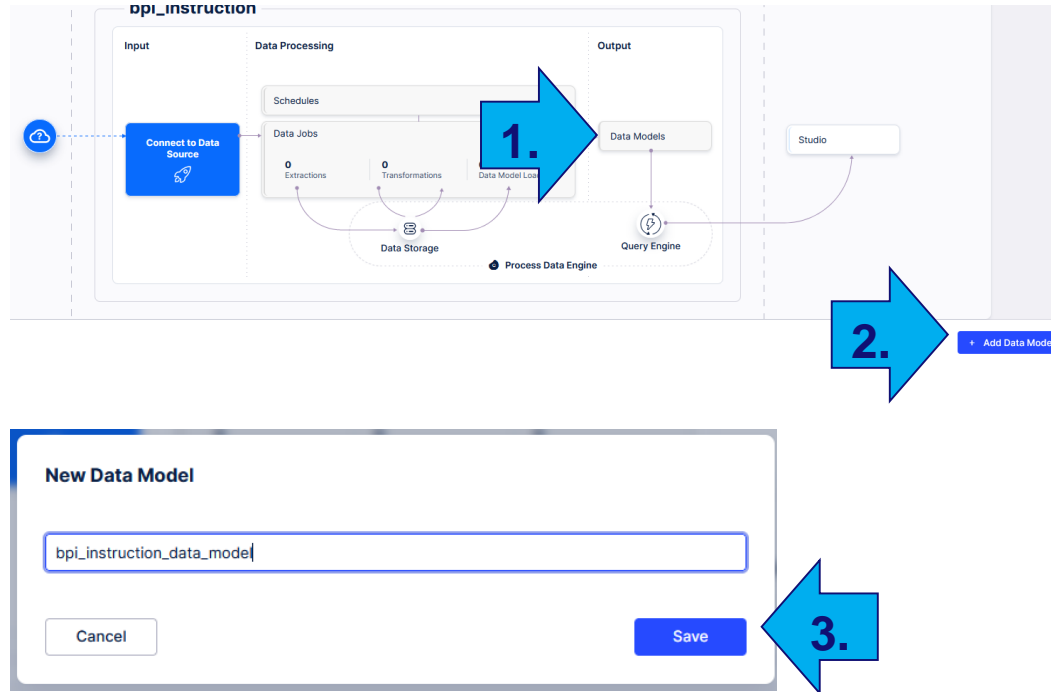 bpi_instruction
Input
Data Processing
Output
Schedules
Data Jobs
0
Extractions
0
Transformations
Data Model
Connect to Data
Source
1.
Data Models
Studio
Data Storage
Query Engine
Process Data Engine
2.
+ Add Data Mode
New Data Model
bpi_instruction_data_model
Cancel
Save
3.